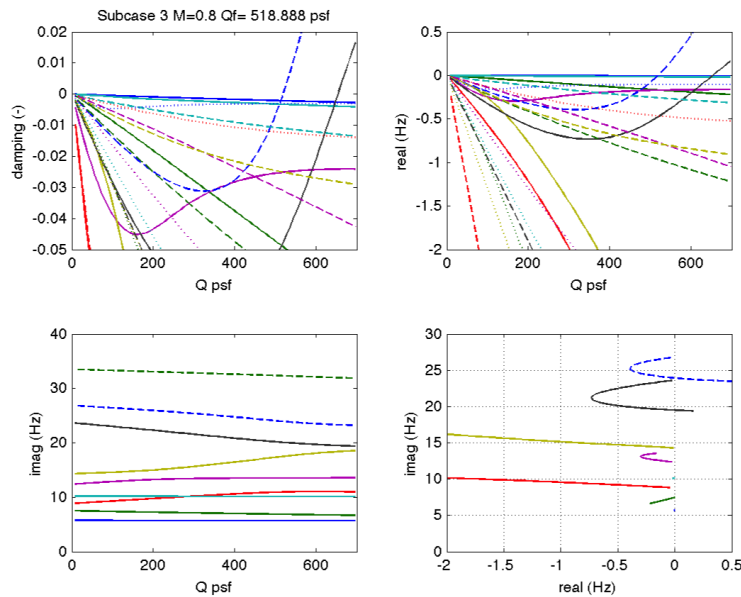 Subcase 3 M=0.8 Qf= 518.888 psf
0.02
0.01
0
-0.01
-0.02
-0.03
-0.04
-0.05
damping (-)
0 200 400 600
Q psf
0.5
0
-0.5
-1
-1.5
-2
real (Hz)
0 200 400 600
Q psf
40
30
20
10
0
imag (Hz)
0 200 400 600
Q psf
30
25
20
15
10
5
0
imag (Hz)
-2 -1.5 -1 -0.5 0 0.5
real (Hz)